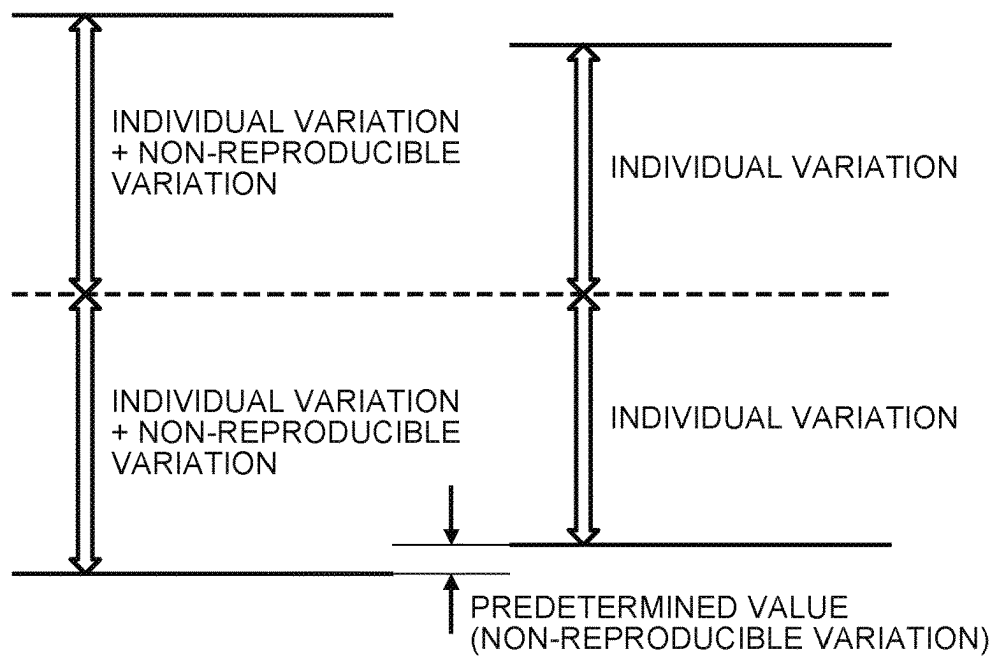 INDIVIDUAL VARIATION
+ NON-REPRODUCIBLE
VARIATION
INDIVIDUAL VARIATION
INDIVIDUAL VARIATION
+ NON-REPRODUCIBLE
VARIATION
INDIVIDUAL VARIATION
PREDETERMINED VALUE
(NON-REPRODUCIBLE VARIATION)